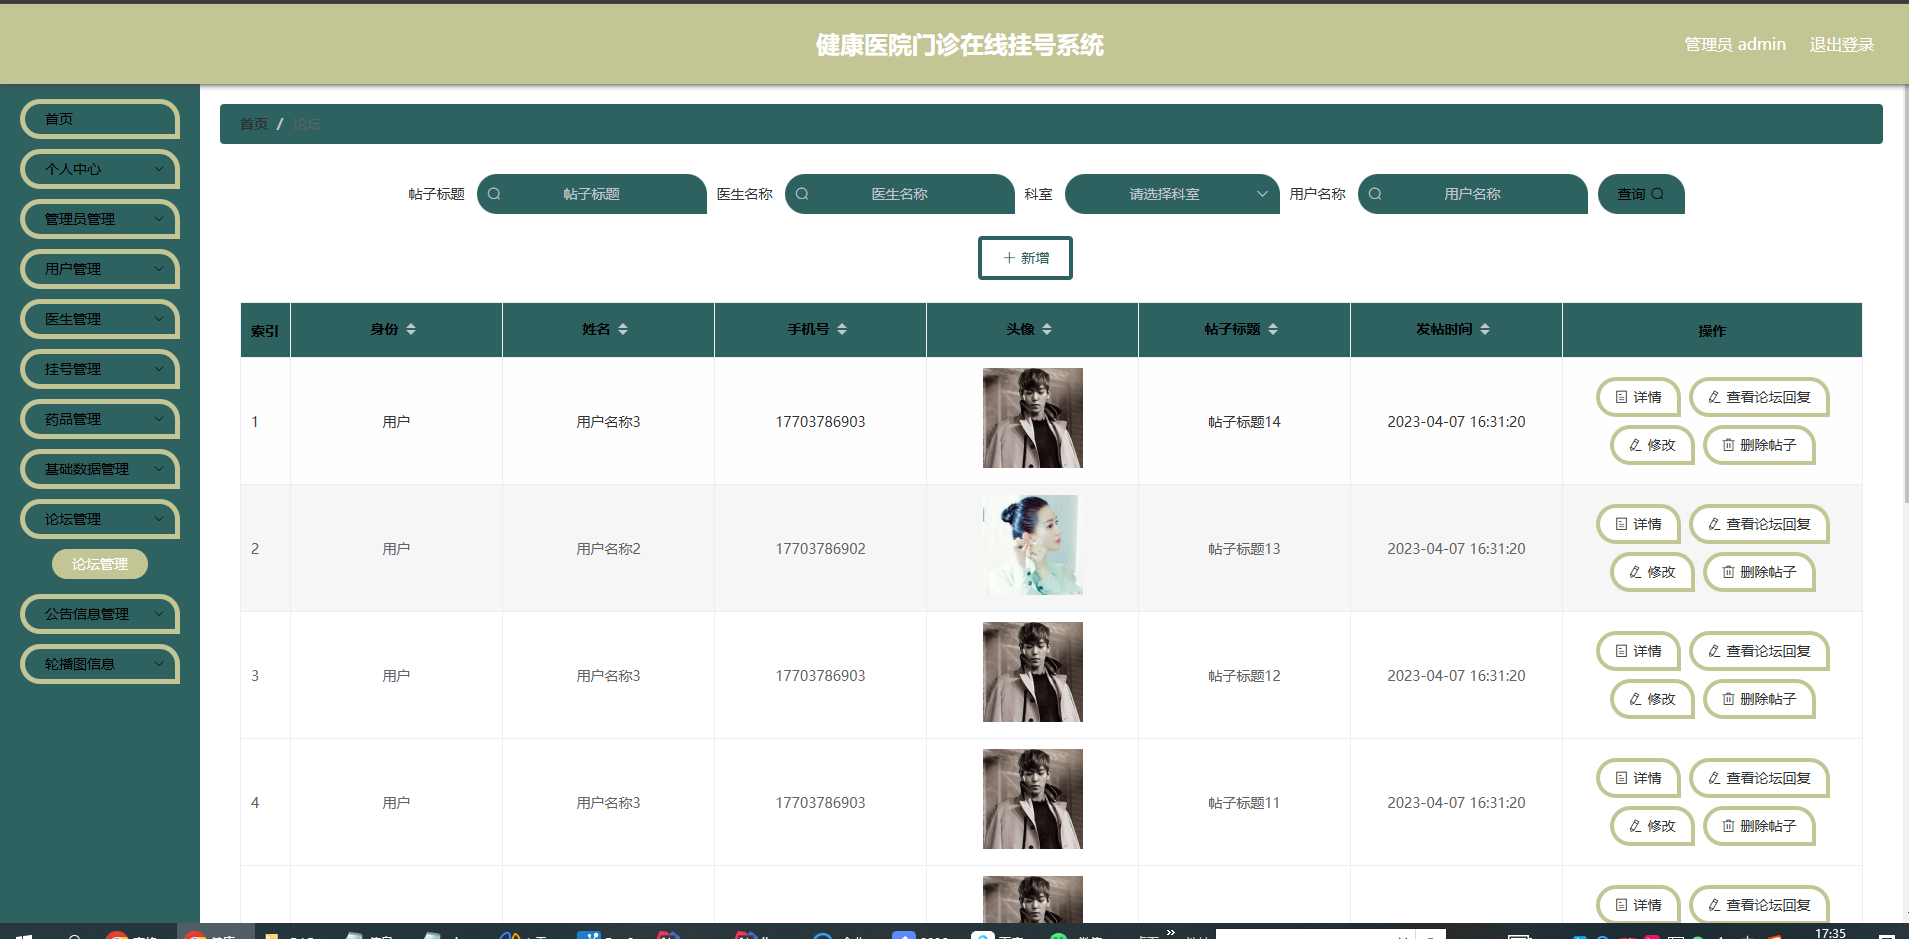 健康医院门诊在线挂号系统
管理员 admin 退出登录
首页
个人中心
管理员管理
用户管理
医生管理
挂号管理
药品管理
基础数据管理
论坛管理
论坛管理
公告信息管理
轮播图信息
首页 / 论坛
帖子标题 帖子标题 医生名称 医生名称 科室 请选择科室 用户名称 用户名称 查询
新增
索引 身份 姓名 手机号 头像 帖子标题 发帖时间 操作
1 用户 用户名称3 17703786903 帖子标题14 2023-04-07 16:31:20
详情 查看论坛回复
修改 删除帖子
2 用户 用户名称2 17703786902 帖子标题13 2023-04-07 16:31:20
详情 查看论坛回复
修改 删除帖子
3 用户 用户名称3 17703786903 帖子标题12 2023-04-07 16:31:20
详情 查看论坛回复
修改 删除帖子
4 用户 用户名称3 17703786903 帖子标题11 2023-04-07 16:31:20
详情 查看论坛回复
修改 删除帖子
详情 查看论坛回复
17:35